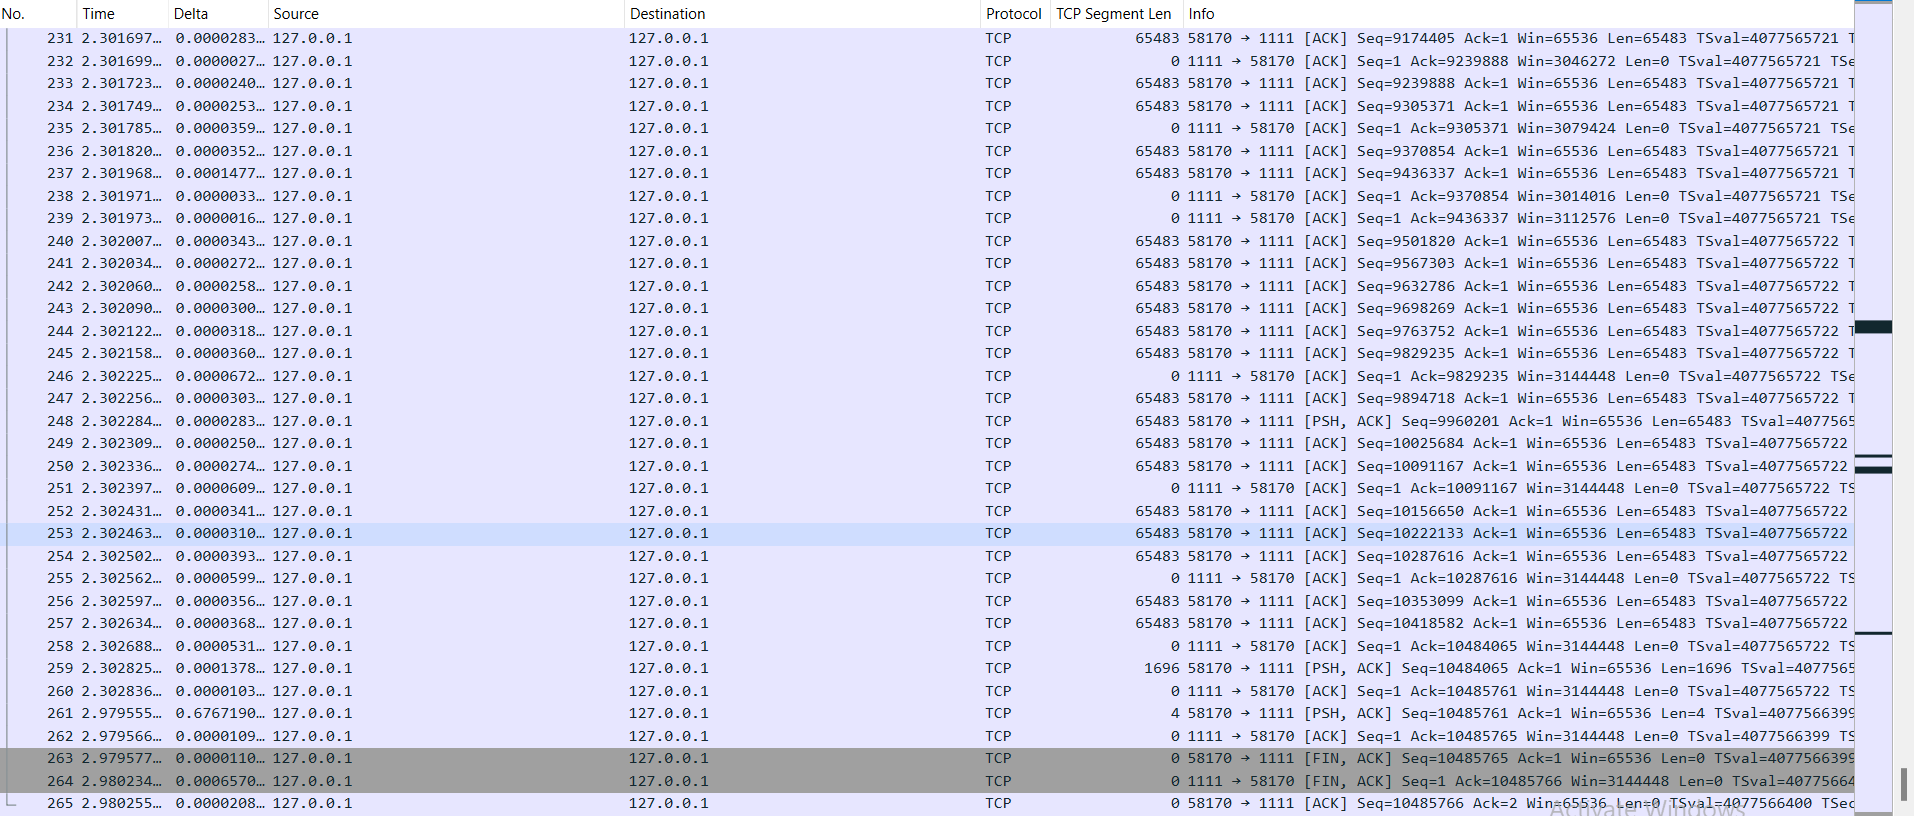 No. Time Delta Source Destination Protocol TCP Segment Len Info
231 2.301697… 0.0000283… 127.0.0.1 127.0.0.1 TCP 65483 58170 → 1111 [ACK] Seq=9174405 Ack=1 Win=65536 Len=65483 TSval=4077565721 T
232 2.301699… 0.0000027… 127.0.0.1 127.0.0.1 TCP 0 1111 → 58170 [ACK] Seq=1 Ack=9239888 Win=3046272 Len=0 TSval=4077565721 TSe
233 2.301723… 0.0000240… 127.0.0.1 127.0.0.1 TCP 65483 58170 → 1111 [ACK] Seq=9239888 Ack=1 Win=65536 Len=65483 TSval=4077565721 T
234 2.301749… 0.0000253… 127.0.0.1 127.0.0.1 TCP 65483 58170 → 1111 [ACK] Seq=9305371 Ack=1 Win=65536 Len=65483 TSval=4077565721 T
235 2.301785… 0.0000359… 127.0.0.1 127.0.0.1 TCP 0 1111 → 58170 [ACK] Seq=1 Ack=9305371 Win=3079424 Len=0 TSval=4077565721 TSe
236 2.301820… 0.0000352… 127.0.0.1 127.0.0.1 TCP 65483 58170 → 1111 [ACK] Seq=9370854 Ack=1 Win=65536 Len=65483 TSval=4077565721 T
237 2.301968… 0.0001477… 127.0.0.1 127.0.0.1 TCP 65483 58170 → 1111 [ACK] Seq=9436337 Ack=1 Win=65536 Len=65483 TSval=4077565721 T
238 2.301971… 0.0000033… 127.0.0.1 127.0.0.1 TCP 0 1111 → 58170 [ACK] Seq=1 Ack=9370854 Win=3014016 Len=0 TSval=4077565721 TSe
239 2.301973… 0.0000016… 127.0.0.1 127.0.0.1 TCP 0 1111 → 58170 [ACK] Seq=1 Ack=9436337 Win=3112576 Len=0 TSval=4077565721 TSe
240 2.302007… 0.0000343… 127.0.0.1 127.0.0.1 TCP 65483 58170 → 1111 [ACK] Seq=9501820 Ack=1 Win=65536 Len=65483 TSval=4077565722 T
241 2.302034… 0.0000272… 127.0.0.1 127.0.0.1 TCP 65483 58170 → 1111 [ACK] Seq=9567303 Ack=1 Win=65536 Len=65483 TSval=4077565722 T
242 2.302060… 0.0000258… 127.0.0.1 127.0.0.1 TCP 65483 58170 → 1111 [ACK] Seq=9632786 Ack=1 Win=65536 Len=65483 TSval=4077565722 T
243 2.302090… 0.0000300… 127.0.0.1 127.0.0.1 TCP 65483 58170 → 1111 [ACK] Seq=9698269 Ack=1 Win=65536 Len=65483 TSval=4077565722 T
244 2.302122… 0.0000318… 127.0.0.1 127.0.0.1 TCP 65483 58170 → 1111 [ACK] Seq=9763752 Ack=1 Win=65536 Len=65483 TSval=4077565722 T
245 2.302158… 0.0000360… 127.0.0.1 127.0.0.1 TCP 65483 58170 → 1111 [ACK] Seq=9829235 Ack=1 Win=65536 Len=65483 TSval=4077565722 T
246 2.302225… 0.0000672… 127.0.0.1 127.0.0.1 TCP 0 1111 → 58170 [ACK] Seq=1 Ack=9829235 Win=3144448 Len=0 TSval=4077565722 TSe
247 2.302256… 0.0000303… 127.0.0.1 127.0.0.1 TCP 65483 58170 → 1111 [ACK] Seq=9894718 Ack=1 Win=65536 Len=65483 TSval=4077565722 T
248 2.302284… 0.0000283… 127.0.0.1 127.0.0.1 TCP 65483 58170 → 1111 [PSH, ACK] Seq=9960201 Ack=1 Win=65536 Len=65483 TSval=4077565
249 2.302309… 0.0000250… 127.0.0.1 127.0.0.1 TCP 65483 58170 → 1111 [ACK] Seq=10025684 Ack=1 Win=65536 Len=65483 TSval=4077565722
250 2.302336… 0.0000274… 127.0.0.1 127.0.0.1 TCP 65483 58170 → 1111 [ACK] Seq=10091167 Ack=1 Win=65536 Len=65483 TSval=4077565722
251 2.302397… 0.0000609… 127.0.0.1 127.0.0.1 TCP 0 1111 → 58170 [ACK] Seq=1 Ack=10091167 Win=3144448 Len=0 TSval=4077565722 TS
252 2.302431… 0.0000341… 127.0.0.1 127.0.0.1 TCP 65483 58170 → 1111 [ACK] Seq=10156650 Ack=1 Win=65536 Len=65483 TSval=4077565722
253 2.302463… 0.0000310… 127.0.0.1 127.0.0.1 TCP 65483 58170 → 1111 [ACK] Seq=10222133 Ack=1 Win=65536 Len=65483 TSval=4077565722
254 2.302502… 0.0000393… 127.0.0.1 127.0.0.1 TCP 65483 58170 → 1111 [ACK] Seq=10287616 Ack=1 Win=65536 Len=65483 TSval=4077565722
255 2.302562… 0.0000599… 127.0.0.1 127.0.0.1 TCP 0 1111 → 58170 [ACK] Seq=1 Ack=10287616 Win=3144448 Len=0 TSval=4077565722 TS
256 2.302597… 0.0000356… 127.0.0.1 127.0.0.1 TCP 65483 58170 → 1111 [ACK] Seq=10353099 Ack=1 Win=65536 Len=65483 TSval=4077565722
257 2.302634… 0.0000368… 127.0.0.1 127.0.0.1 TCP 65483 58170 → 1111 [ACK] Seq=10418582 Ack=1 Win=65536 Len=65483 TSval=4077565722
258 2.302688… 0.0000531… 127.0.0.1 127.0.0.1 TCP 0 1111 → 58170 [ACK] Seq=1 Ack=10484065 Win=3144448 Len=0 TSval=4077565722 TS
259 2.302825… 0.0001378… 127.0.0.1 127.0.0.1 TCP 1696 58170 → 1111 [PSH, ACK] Seq=10484065 Ack=1 Win=65536 Len=1696 TSval=4077565
260 2.302836… 0.0000103… 127.0.0.1 127.0.0.1 TCP 0 1111 → 58170 [ACK] Seq=1 Ack=10485761 Win=3144448 Len=0 TSval=4077565722 TS
261 2.979555… 0.6767190… 127.0.0.1 127.0.0.1 TCP 4 58170 → 1111 [PSH, ACK] Seq=10485761 Ack=1 Win=65536 Len=4 TSval=4077566399
262 2.979566… 0.0000109… 127.0.0.1 127.0.0.1 TCP 0 1111 → 58170 [ACK] Seq=1 Ack=10485765 Win=3144448 Len=0 TSval=4077566399 TS
263 2.979577… 0.0000110… 127.0.0.1 127.0.0.1 TCP 0 58170 → 1111 [FIN, ACK] Seq=10485765 Ack=1 Win=65536 Len=0 TSval=4077566399
264 2.980234… 0.0006570… 127.0.0.1 127.0.0.1 TCP 0 1111 → 58170 [FIN, ACK] Seq=1 Ack=10485766 Win=3144448 Len=0 TSval=40775664
265 2.980255… 0.0000208… 127.0.0.1 127.0.0.1 TCP 0 58170 → 1111 [ACK] Seq=10485766 Ack=2 Win=65536 Len=0 TSval=4077566400 TSec
Activate Windows